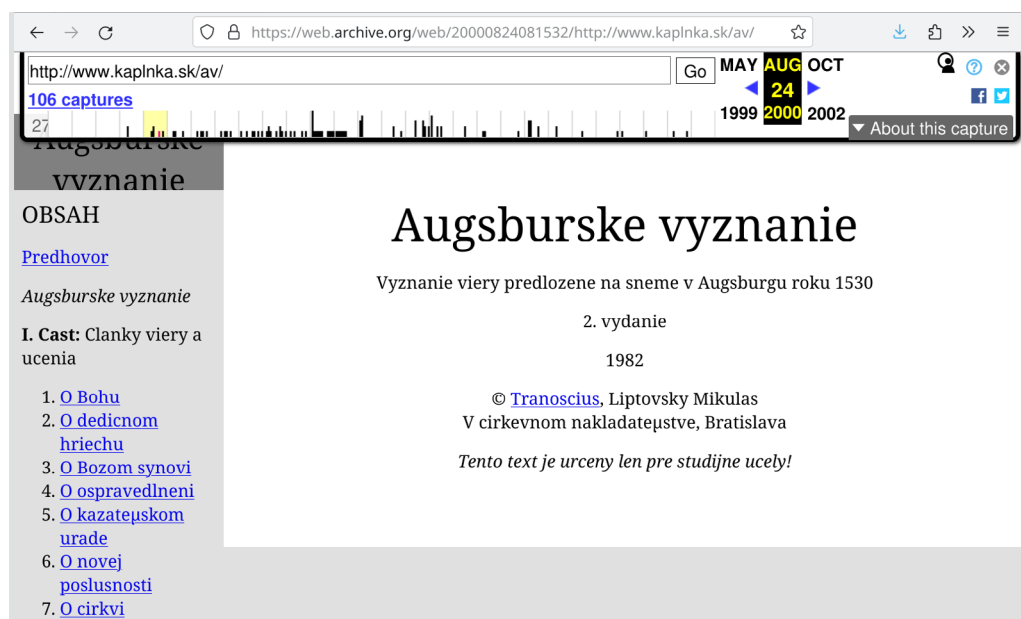 https://web.archive.org/web/20000824081532/http://www.kaplnka.sk/av/
http://www.kaplnka.sk/av/
Go
MAY AUG OCT
106 captures
24
1999 2000 2002
27
About this capture
Augsburske
vyznanie
OBSAH
Predhovor
Augsburske vyznanie
I. Cast: Clanky viery a
ucenia
1. O Bohu
2. O dedicnom
hriechu
3. O Bozom synovi
4. O ospravedlneni
5. O kazateµskom
urade
6. O novej
poslusnosti
7. O cirkvi
Augsburske vyznanie
Vyznanie viery predlozene na sneme v Augsburgu roku 1530
2. vydanie
1982
© Tranoscius, Liptovsky Mikulas
V cirkevnom nakladateµstve, Bratislava
Tento text je urceny len pre studijne ucely!